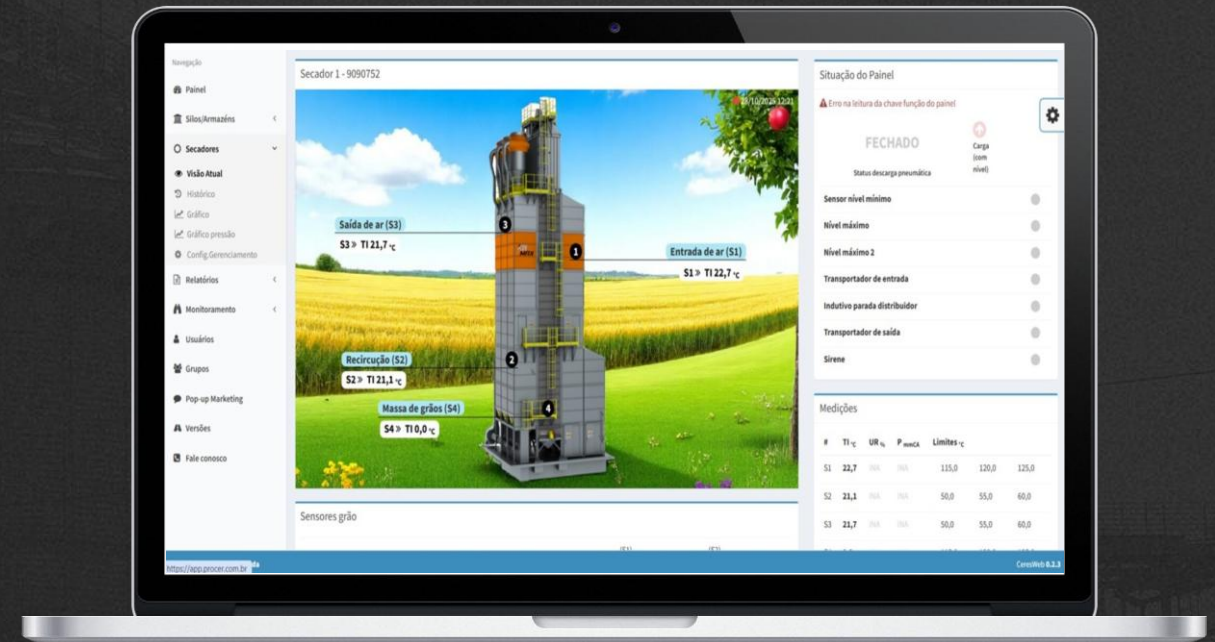 Navegação
Painel
Silos/Armazéns
Secadores
Visão Atual
Histórico
Gráfico
Gráfico pressão
Config.Gerenciamento
Relatórios
Monitoramento
Usuários
Grupos
Pop-up Marketing
Versões
Fale conosco
https://app.procer.com.br
Secador 1 - 9090752
Saída de ar (S3)
S3 » TI 21,7 °C
3
1
Entrada de ar (S1)
S1 » TI 22,7 °C
Recircução (S2)
S2 » TI 21,1 °C
2
Massa de grãos (S4)
S4 » TI 0,0 °C
4
Sensores grão
(S1) (S2)
Situação do Painel
Erro na leitura da chave função do painel
FECHADO
Status descarga pneumática
Carga
(com
nível)
Sensor nível mínimo
Nível máximo
Nível máximo 2
Transportador de entrada
Indutivo parada distribuidor
Transportador de saída
Sirene
Medições
# TI °C UR % P mmCA Limites °C
S1 22,7 N/A N/A 115,0 120,0 125,0
S2 21,1 N/A N/A 50,0 55,0 60,0
S3 21,7 N/A N/A 50,0 55,0 60,0
CeresWeb 0.2.3